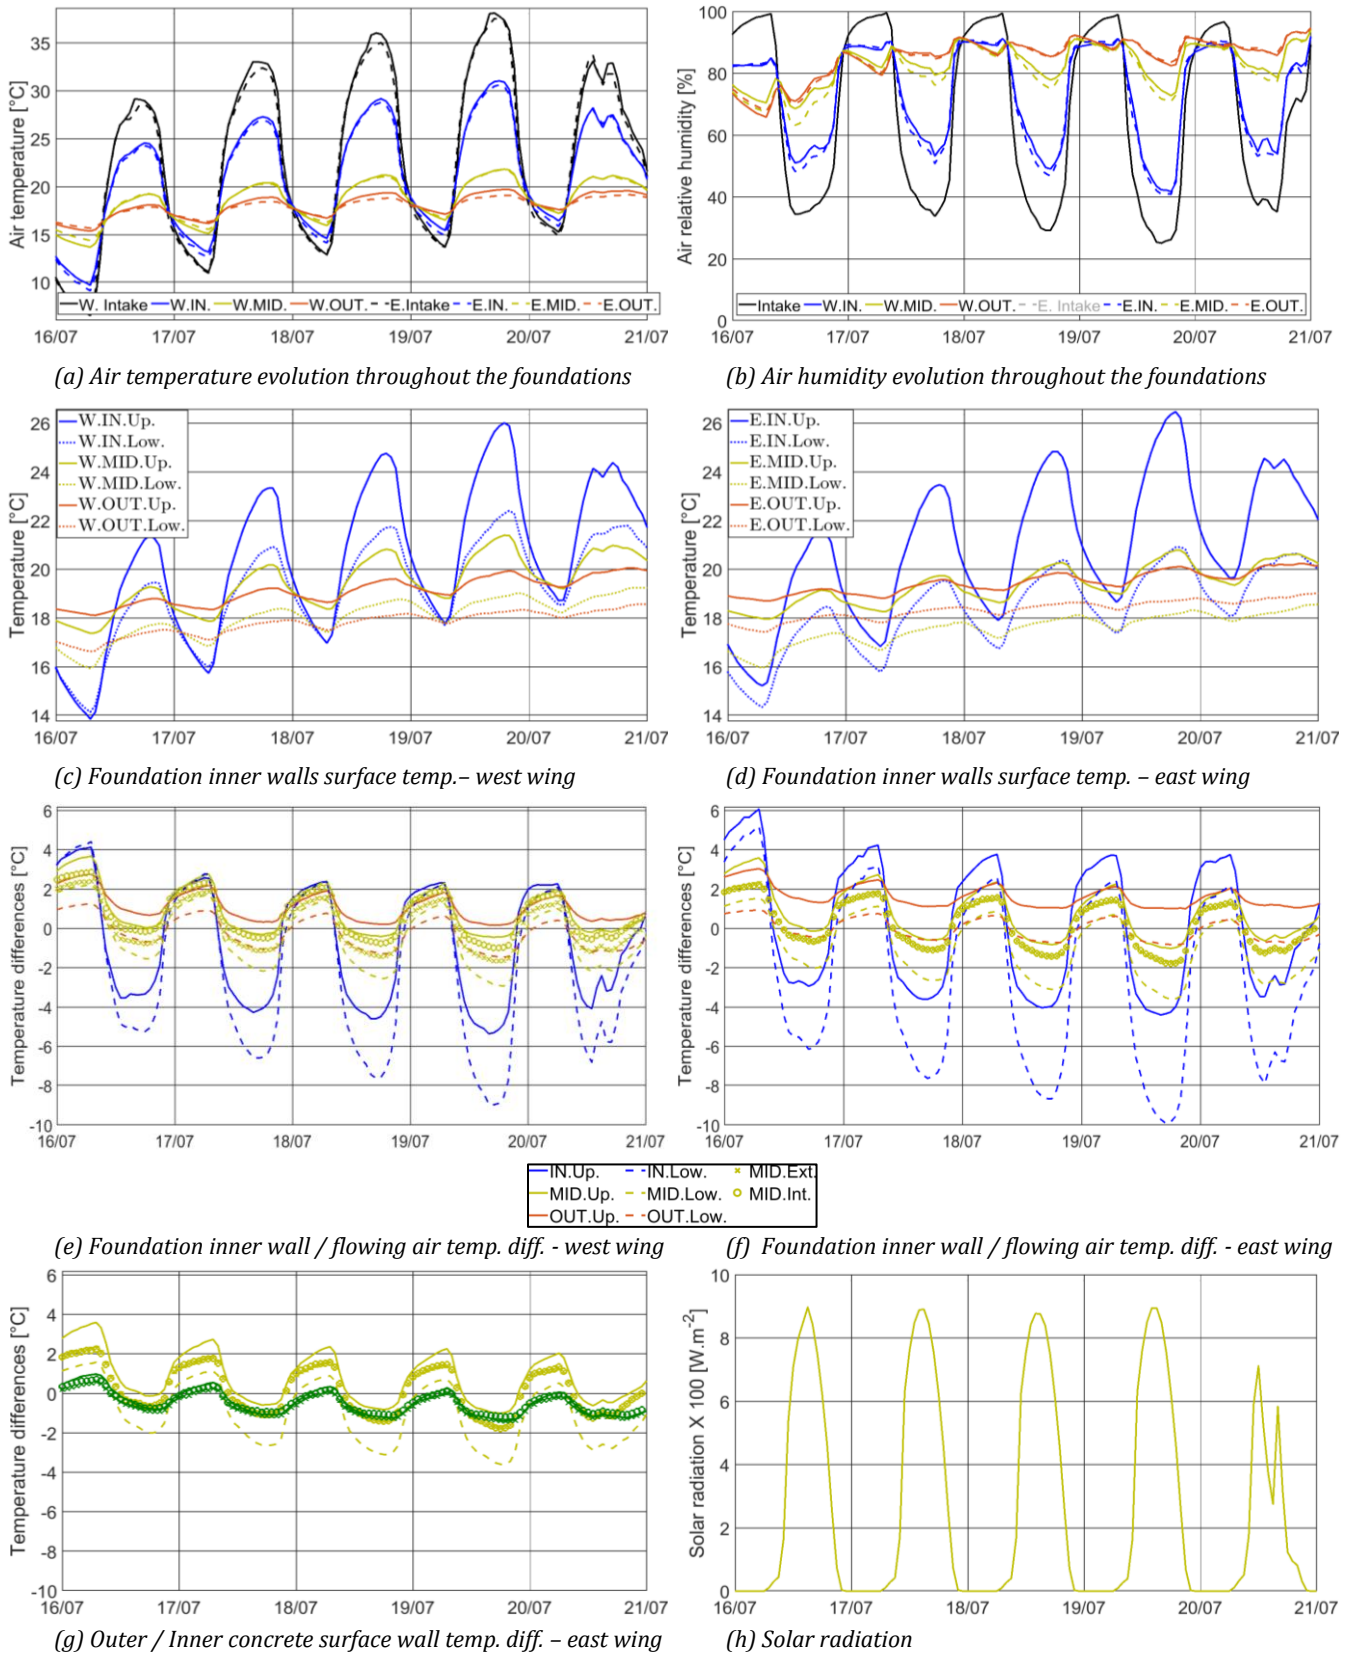 Air temperature [°C]
35
30
25
20
15
10
W. Intake W.IN. W.MID. W.OUT. E.Intake E.IN. E.MID. E.OUT.
16/07 17/07 18/07 19/07 20/07 21/07
(a) Air temperature evolution throughout the foundations
Air relative humidity [%]
100
80
60
40
20
0
Intake W.IN. W.MID. W.OUT. E. Intake E.IN. E.MID. E.OUT.
16/07 17/07 18/07 19/07 20/07 21/07
(b) Air humidity evolution throughout the foundations
Temperature [°C]
26
24
22
20
18
16
14
W.IN.Up.
W.IN.Low.
W.MID.Up.
W.MID.Low.
W.OUT.Up.
W.OUT.Low.
16/07 17/07 18/07 19/07 20/07 21/07
(c) Foundation inner walls surface temp.– west wing
Temperature [°C]
26
24
22
20
18
16
14
E.IN.Up.
E.IN.Low.
E.MID.Up.
E.MID.Low.
E.OUT.Up.
E.OUT.Low.
16/07 17/07 18/07 19/07 20/07 21/07
(d) Foundation inner walls surface temp. – east wing
Temperature differences [°C]
6
4
2
0
-2
-4
-6
-8
-10
16/07 17/07 18/07 19/07 20/07 21/07
Temperature differences [°C]
6
4
2
0
-2
-4
-6
-8
-10
16/07 17/07 18/07 19/07 20/07 21/07
IN.Up. IN.Low. MID.Ext.
MID.Up. MID.Low. MID.Int.
OUT.Up. OUT.Low.
(e) Foundation inner wall / flowing air temp. diff. - west wing
(f) Foundation inner wall / flowing air temp. diff. - east wing
Temperature differences [°C]
6
4
2
0
-2
-4
-6
-8
-10
16/07 17/07 18/07 19/07 20/07 21/07
(g) Outer / Inner concrete surface wall temp. diff. – east wing
Solar radiation X 100 [W.m-2]
10
8
6
4
2
0
16/07 17/07 18/07 19/07 20/07 21/07
(h) Solar radiation